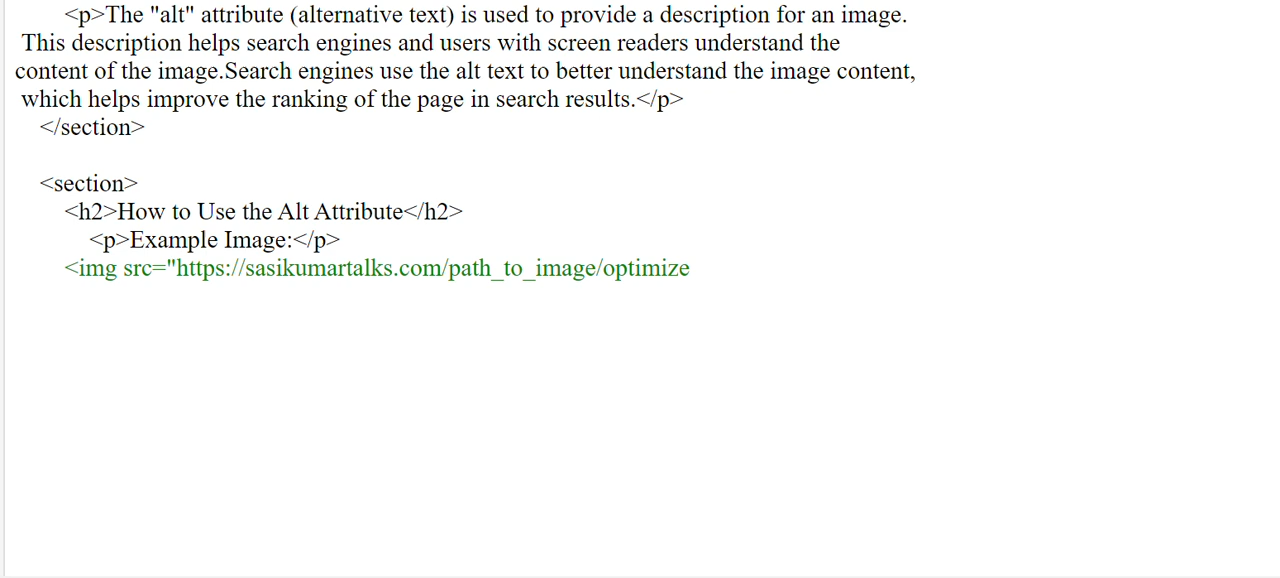 <p>The "alt" attribute (alternative text) is used to provide a description for an image.
This description helps search engines and users with screen readers understand the
content of the image.Search engines use the alt text to better understand the image content,
which helps improve the ranking of the page in search results.</p>
</section>
<section>
<h2>How to Use the Alt Attribute</h2>
<p>Example Image:</p>
<img src="https://sasikumartalks.com/path_to_image/optimize